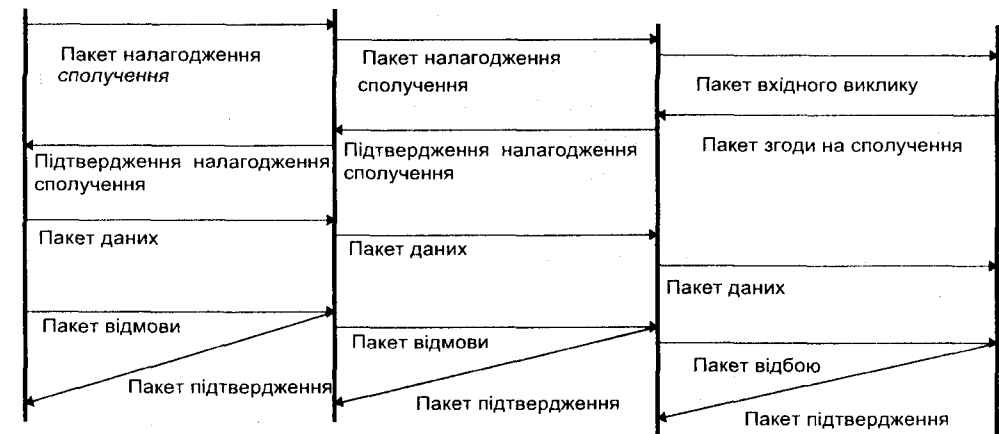 Пакет налагодження
сполучення
Пакет налагодження
сполучення
Пакет вхідного виклику
Пакет згоди на сполучення
Підтвердження налагодження
сполучення
Підтвердження налагодження
сполучення
Пакет даних
Пакет даних
Пакет даних
Пакет відмови
Пакет відмови
Пакет відбою
Пакет підтвердження
Пакет підтвердження
Пакет підтвердження